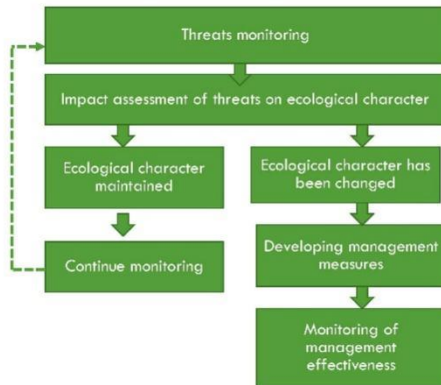 Threats monitoring
Impact assessment of threats on ecological character
Ecological character
maintained
Ecological character has
been changed
Continue monitoring
Developing management
measures
Monitoring of
management
effectiveness